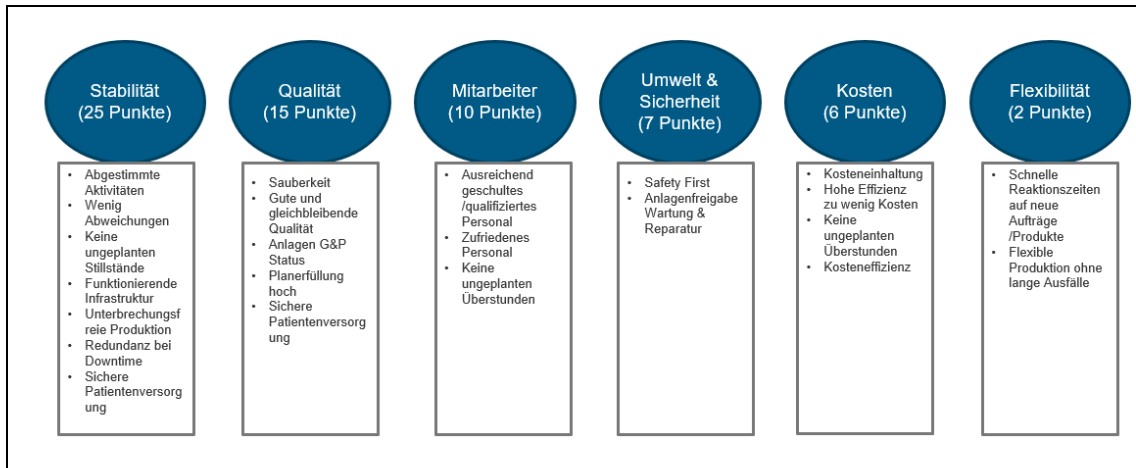 Stabilität
(25 Punkte)
• Abgestimmte
Aktivitäten
• Wenig
Abweichungen
• Keine
ungeplanten
Stillstände
• Funktionierende
Infrastruktur
• Unterbrechungsf
reie Produktion
• Redundanz bei
Downtime
• Sichere
Patientenversorg
ung
Qualität
(15 Punkte)
• Sauberkeit
• Gute und
gleichbleibende
Qualität
• Anlagen G&P
Status
• Planerfüllung
hoch
• Sichere
Patientenversorg
ung
Mitarbeiter
(10 Punkte)
• Ausreichend
geschultes
/qualifiziertes
Personal
• Zufriedenes
Personal
• Keine
ungeplanten
Überstunden
Umwelt &
Sicherheit
(7 Punkte)
• Safety First
• Anlagenfreigabe
Wartung &
Reparatur
Kosten
(6 Punkte)
• Kosteneinhaltung
• Hohe Effizienz
zu wenig Kosten
• Keine
ungeplanten
Überstunden
• Kosteneffizienz
Flexibilität
(2 Punkte)
• Schnelle
Reaktionszeiten
auf neue
Aufträge
/Produkte
• Flexible
Produktion ohne
lange Ausfälle